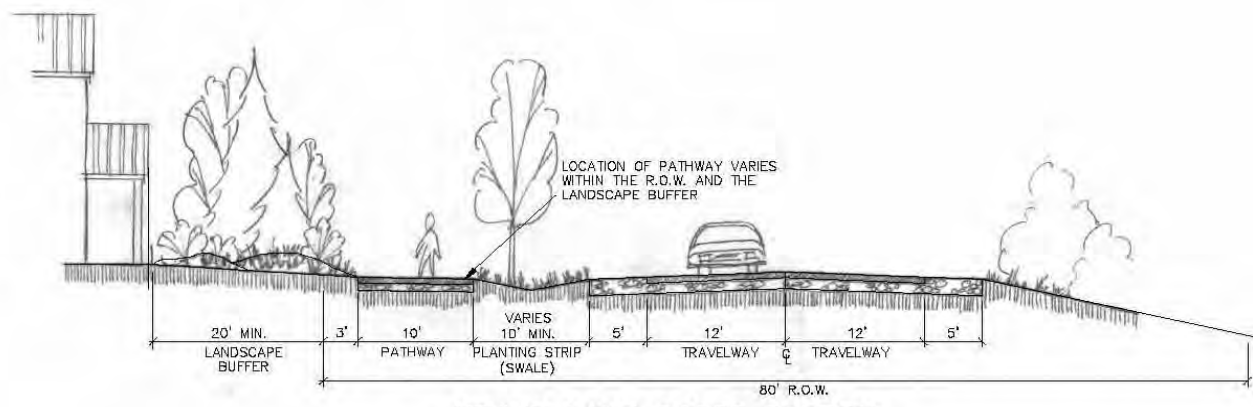 LOCATION OF PATHWAY VARIES
WITHIN THE R.O.W. AND THE
LANDSCAPE BUFFER
20' MIN.
LANDSCAPE
BUFFER
3'
10'
PATHWAY
VARIES
10' MIN.
PLANTING STRIP
(SWALE)
5'
12'
TRAVELWAY
℄
12'
TRAVELWAY
5'
80' R.O.W.